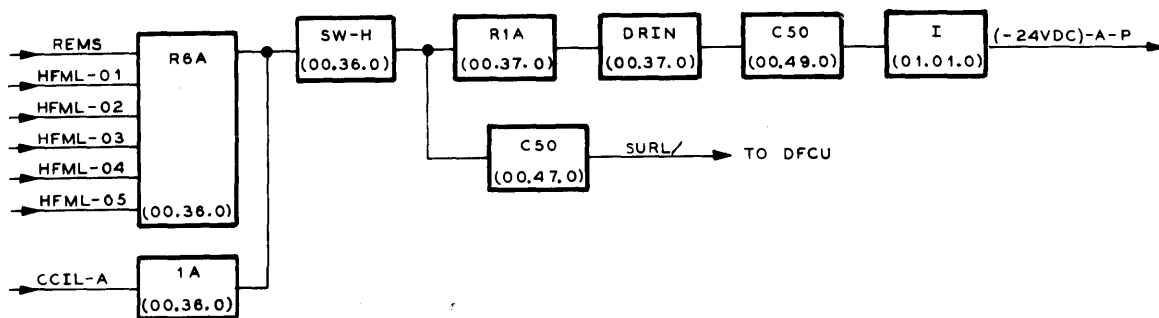 REMS
HFML-01
HFML-02
HFML-03
HFML-04
HFML-05
R6A
(00.36.0)
CCIL-A
1A
(00.36.0)
SW-H
(00.36.0)
R1A
(00.37.0)
DRIN
(00.37.0)
C50
(00.49.0)
I
(01.01.0)
(-24VDC)-A-P
C50
(00.47.0)
SURL/
TO DFCU